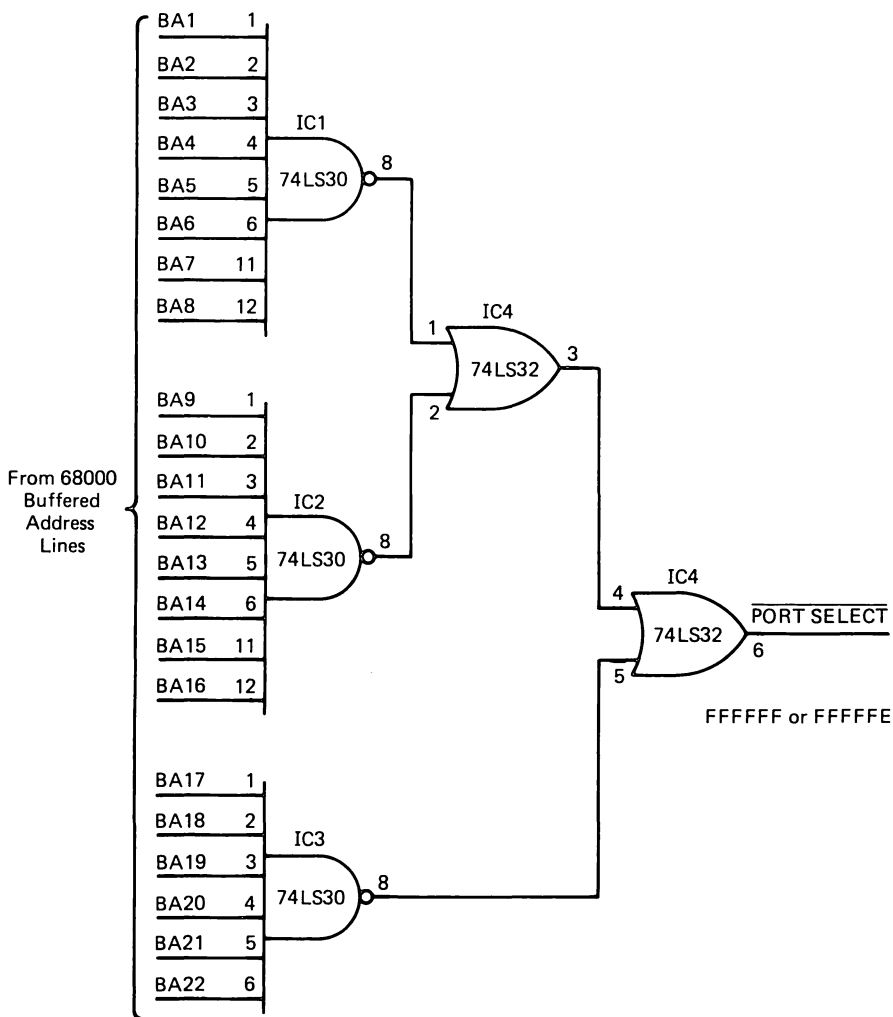 BA1 1
BA2 2
BA3 3
BA4 4
BA5 5
BA6 6
BA7 11
BA8 12
IC1
74LS30
8
BA9 1
BA10 2
BA11 3
BA12 4
BA13 5
BA14 6
BA15 11
BA16 12
IC2
74LS30
8
From 68000
Buffered
Address
Lines
BA17 1
BA18 2
BA19 3
BA20 4
BA21 5
BA22 6
IC3
74LS30
8
IC4
1
2
74LS32
3
IC4
4
5
74LS32
6
PORT SELECT
FFFFFF or FFFFFE